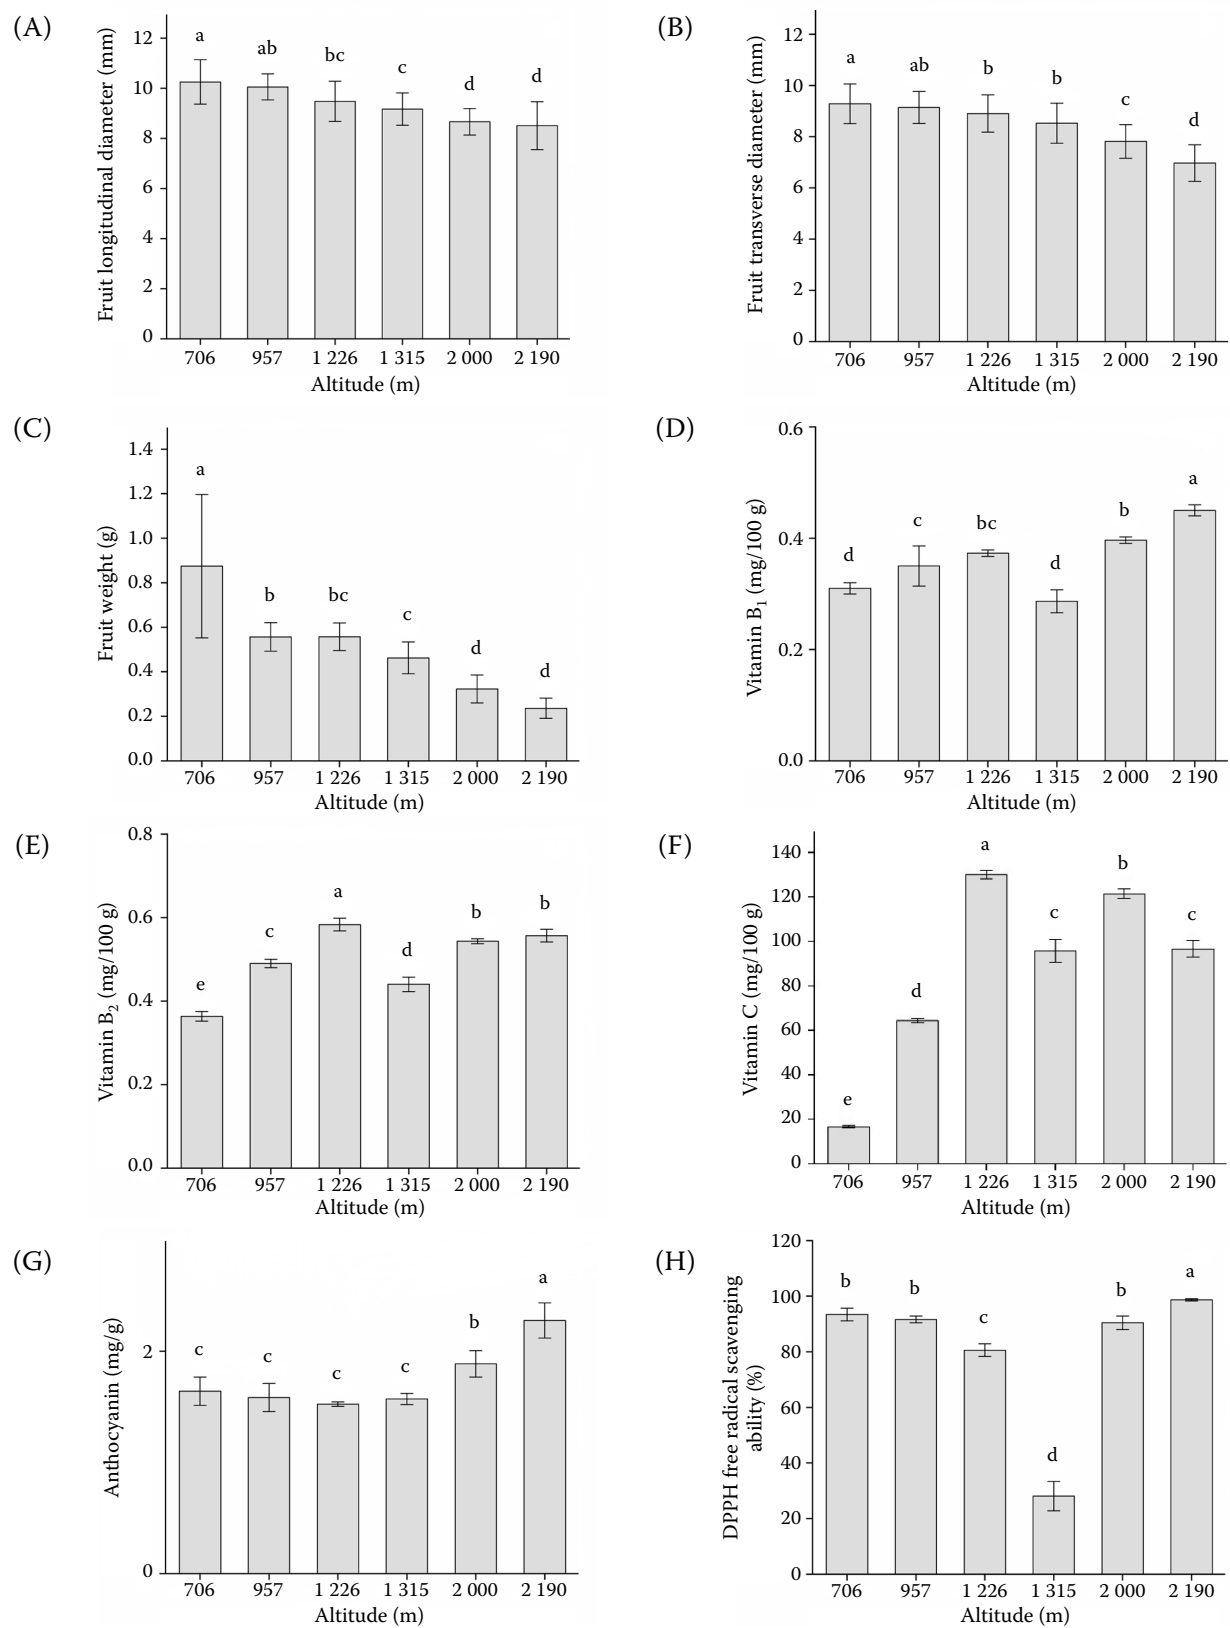 (A)
Fruit longitudinal diameter (mm)
12
10
8
6
4
2
0
a
ab
bc
c
d
d
706 957 1 226 1 315 2 000 2 190
Altitude (m)
(B)
Fruit transverse diameter (mm)
12
10
8
6
4
2
0
a
ab
b
b
c
d
706 957 1 226 1 315 2 000 2 190
Altitude (m)
(C)
Fruit weight (g)
1.4
1.2
1.0
0.8
0.6
0.4
0.2
0.0
a
b
bc
c
d
d
706 957 1 226 1 315 2 000 2 190
Altitude (m)
(D)
Vitamin B₁ (mg/100 g)
0.6
0.4
0.2
0.0
d
c
bc
d
b
a
706 957 1 226 1 315 2 000 2 190
Altitude (m)
(E)
Vitamin B₂ (mg/100 g)
0.8
0.6
0.4
0.2
0.0
e
c
a
d
b
b
706 957 1 226 1 315 2 000 2 190
Altitude (m)
(F)
Vitamin C (mg/100 g)
140
120
100
80
60
40
20
0
e
d
a
c
b
c
706 957 1 226 1 315 2 000 2 190
Altitude (m)
(G)
Anthocyanin (mg/g)
2
0
c
c
c
c
b
a
706 957 1 226 1 315 2 000 2 190
Altitude (m)
(H)
DPPH free radical scavenging
ability (%)
120
100
80
60
40
20
0
b
b
c
d
b
a
706 957 1 226 1 315 2 000 2 190
Altitude (m)